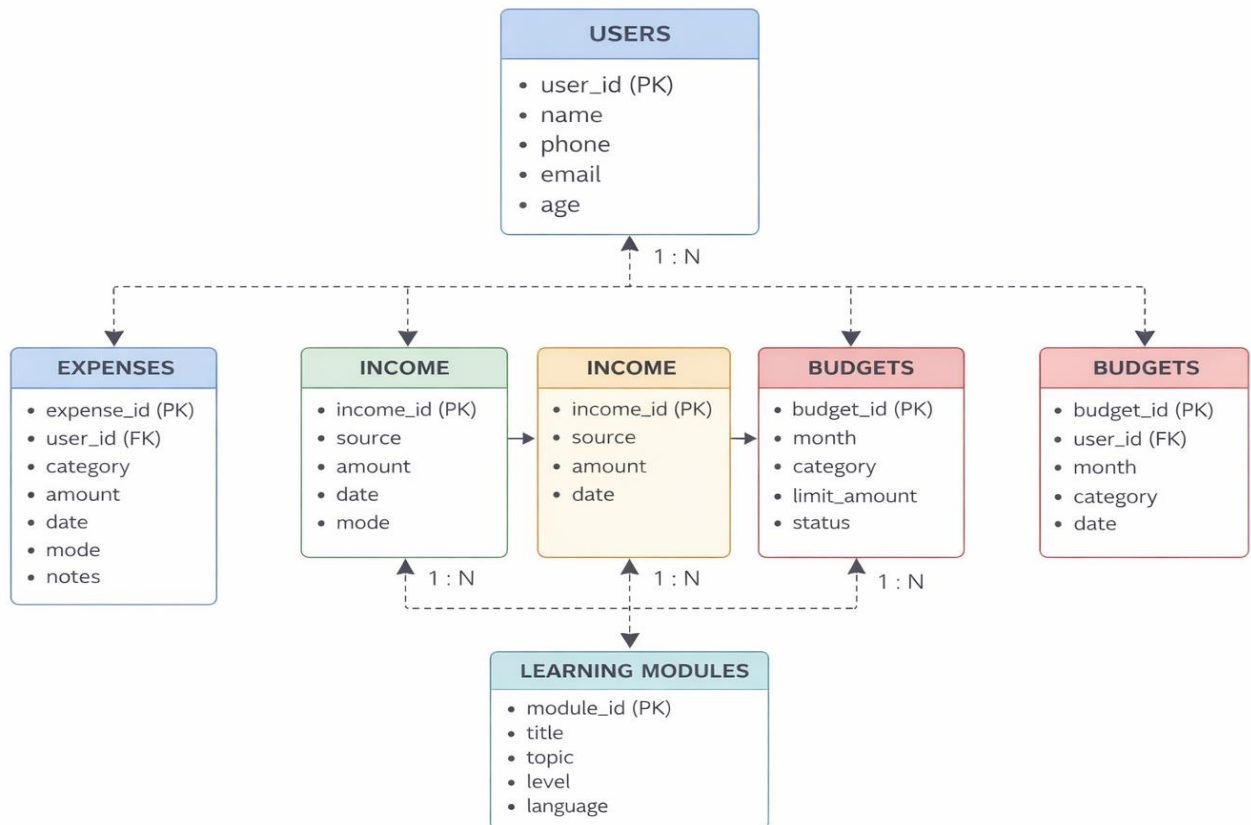 USERS
• user_id (PK)
• name
• phone
• email
• age
1 : N
EXPENSES
• expense_id (PK)
• user_id (FK)
• category
• amount
• date
• mode
• notes
INCOME
• income_id (PK)
• source
• amount
• date
• mode
INCOME
• income_id (PK)
• source
• amount
• date
BUDGETS
• budget_id (PK)
• month
• category
• limit_amount
• status
BUDGETS
• budget_id (PK)
• user_id (FK)
• month
• category
• date
1 : N
1 : N
1 : N
LEARNING MODULES
• module_id (PK)
• title
• topic
• level
• language